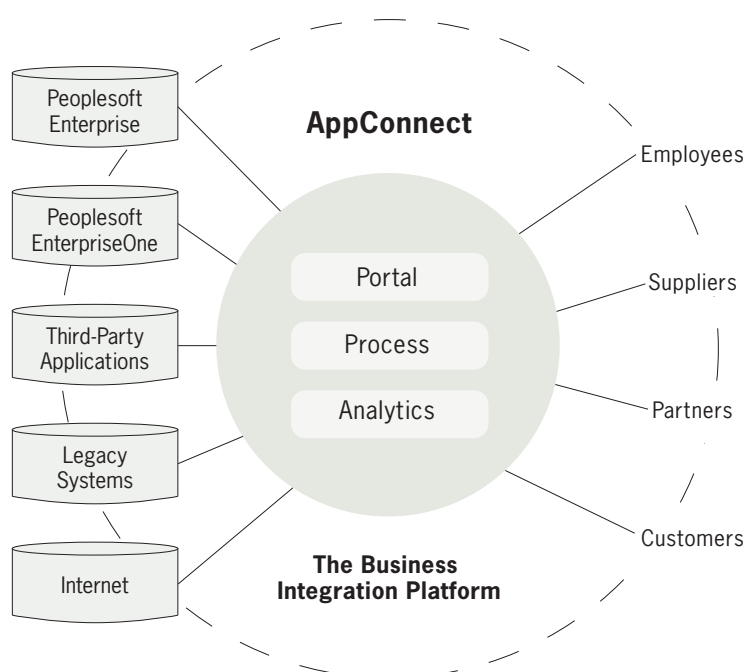 Peoplesoft
Enterprise
Peoplesoft
EnterpriseOne
Third-Party
Applications
Legacy
Systems
Internet
AppConnect
Portal
Process
Analytics
The Business
Integration Platform
Employees
Suppliers
Partners
Customers